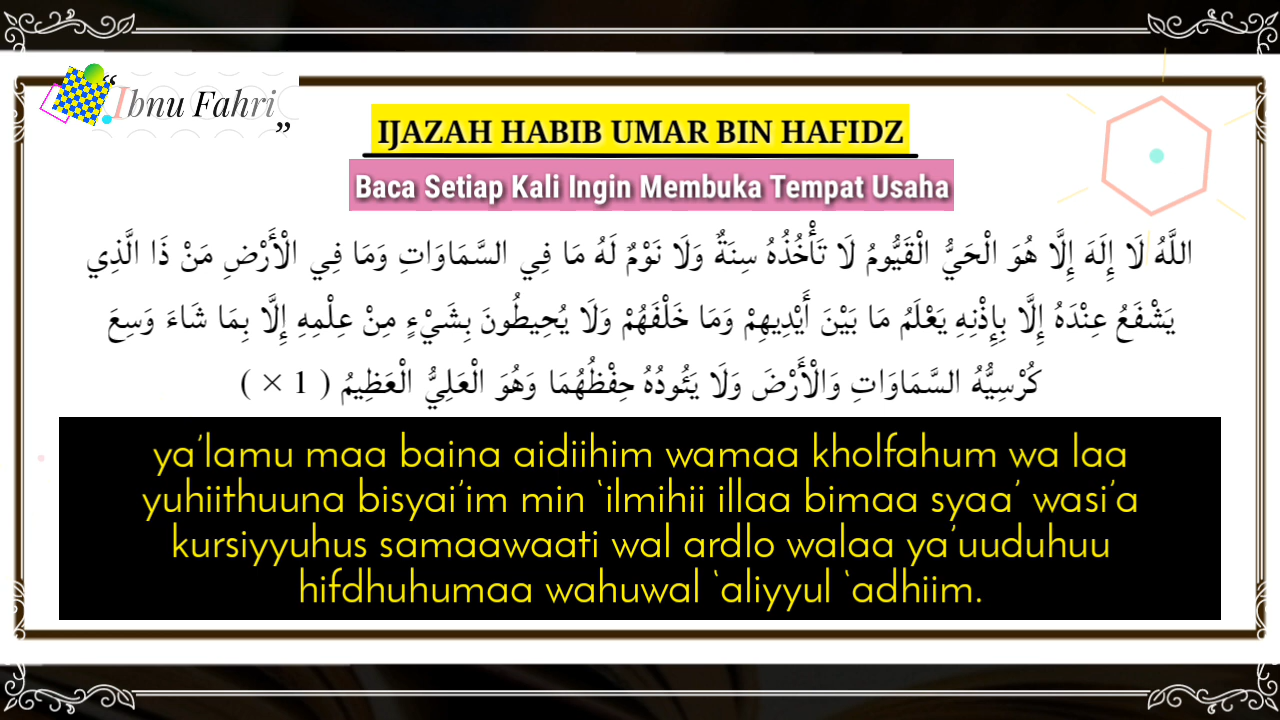 “Ibnu Fahri”
IJAZAH HABIB UMAR BIN HAFIDZ
Baca Setiap Kali Ingin Membuka Tempat Usaha
اللَّهُ لَا إِلَهَ إِلَّا هُوَ الْحَيُّ الْقَيُّومُ لَا تَأْخُذُهُ سِنَةٌ وَلَا نَوْمٌ لَهُ مَا فِي السَّمَاوَاتِ وَمَا فِي الْأَرْضِ مَنْ ذَا الَّذِي
يَشْفَعُ عِنْدَهُ إِلَّا بِإِذْنِهِ يَعْلَمُ مَا بَيْنَ أَيْدِيهِمْ وَمَا خَلْفَهُمْ وَلَا يُحِيطُونَ بِشَيْءٍ مِنْ عِلْمِهِ إِلَّا بِمَا شَاءَ وَسِعَ
كُرْسِيُّهُ السَّمَاوَاتِ وَالْأَرْضَ وَلَا يَئُودُهُ حِفْظُهُمَا وَهُوَ الْعَلِيُّ الْعَظِيمُ ( 1 × )
ya’lamu maa baina aidiihim wamaa kholfahum wa laa
yuhiithuuna bisyai’im min ‘ilmihii illaa bimaa syaa’ wasi’a
kursiyyuhus samaawaati wal ardlo walaa ya’uuduhuu
hifdhuhumaa wahuwal ‘aliyyul ‘adhiim.